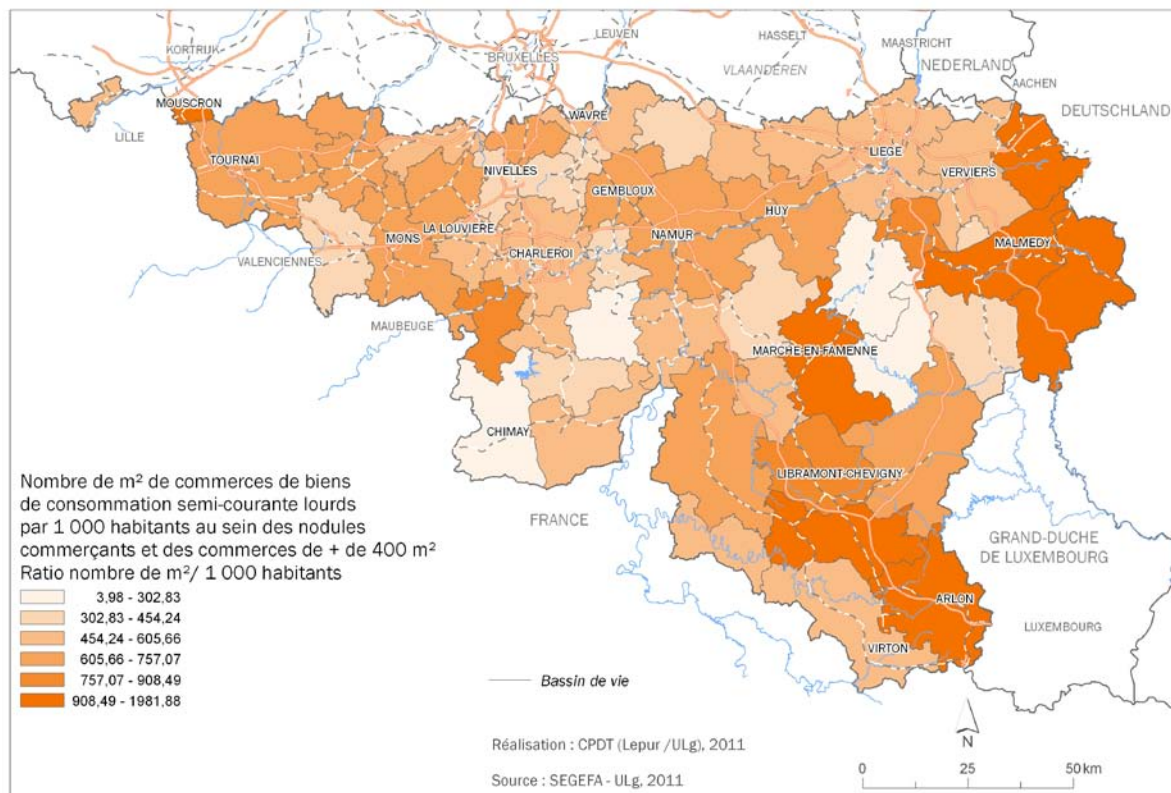 KORTRIJK
LEUVEN
HASSELT
MAASTRICHT
BRUXELLES
VLAANDEREN
NEDERLAND
AACHEN
DEUTSCHLAND
MOUSCRON
WAVRE
LILLE
LIEGE
TOURNAI
NIVELLES
VERVIERS
GEMBLOUX
HUY
LA LOUVIERE
NAMUR
MONS
MALMEDY
CHARLEROI
VALENCIENNES
MAUBEUGE
MARCHE-EN-FAMENNE
CHIMAY
LIBRAMONT-CHEVIGNY
FRANCE
GRAND-DUCHE
DE LUXEMBOURG
ARLON
LUXEMBOURG
VIRTON
Nombre de m² de commerces de biens
de consommation semi-courante lourds
par 1 000 habitants au sein des nodules
commerçants et des commerces de + de 400 m²
Ratio nombre de m²/ 1 000 habitants
3,98 - 302,83
302,83 - 454,24
454,24 - 605,66
605,66 - 757,07
757,07 - 908,49
908,49 - 1981,88
Bassin de vie
Réalisation : CPDT (Lepur /ULg), 2011
Source : SEGEFA - ULg, 2011
N
0 25 50 km